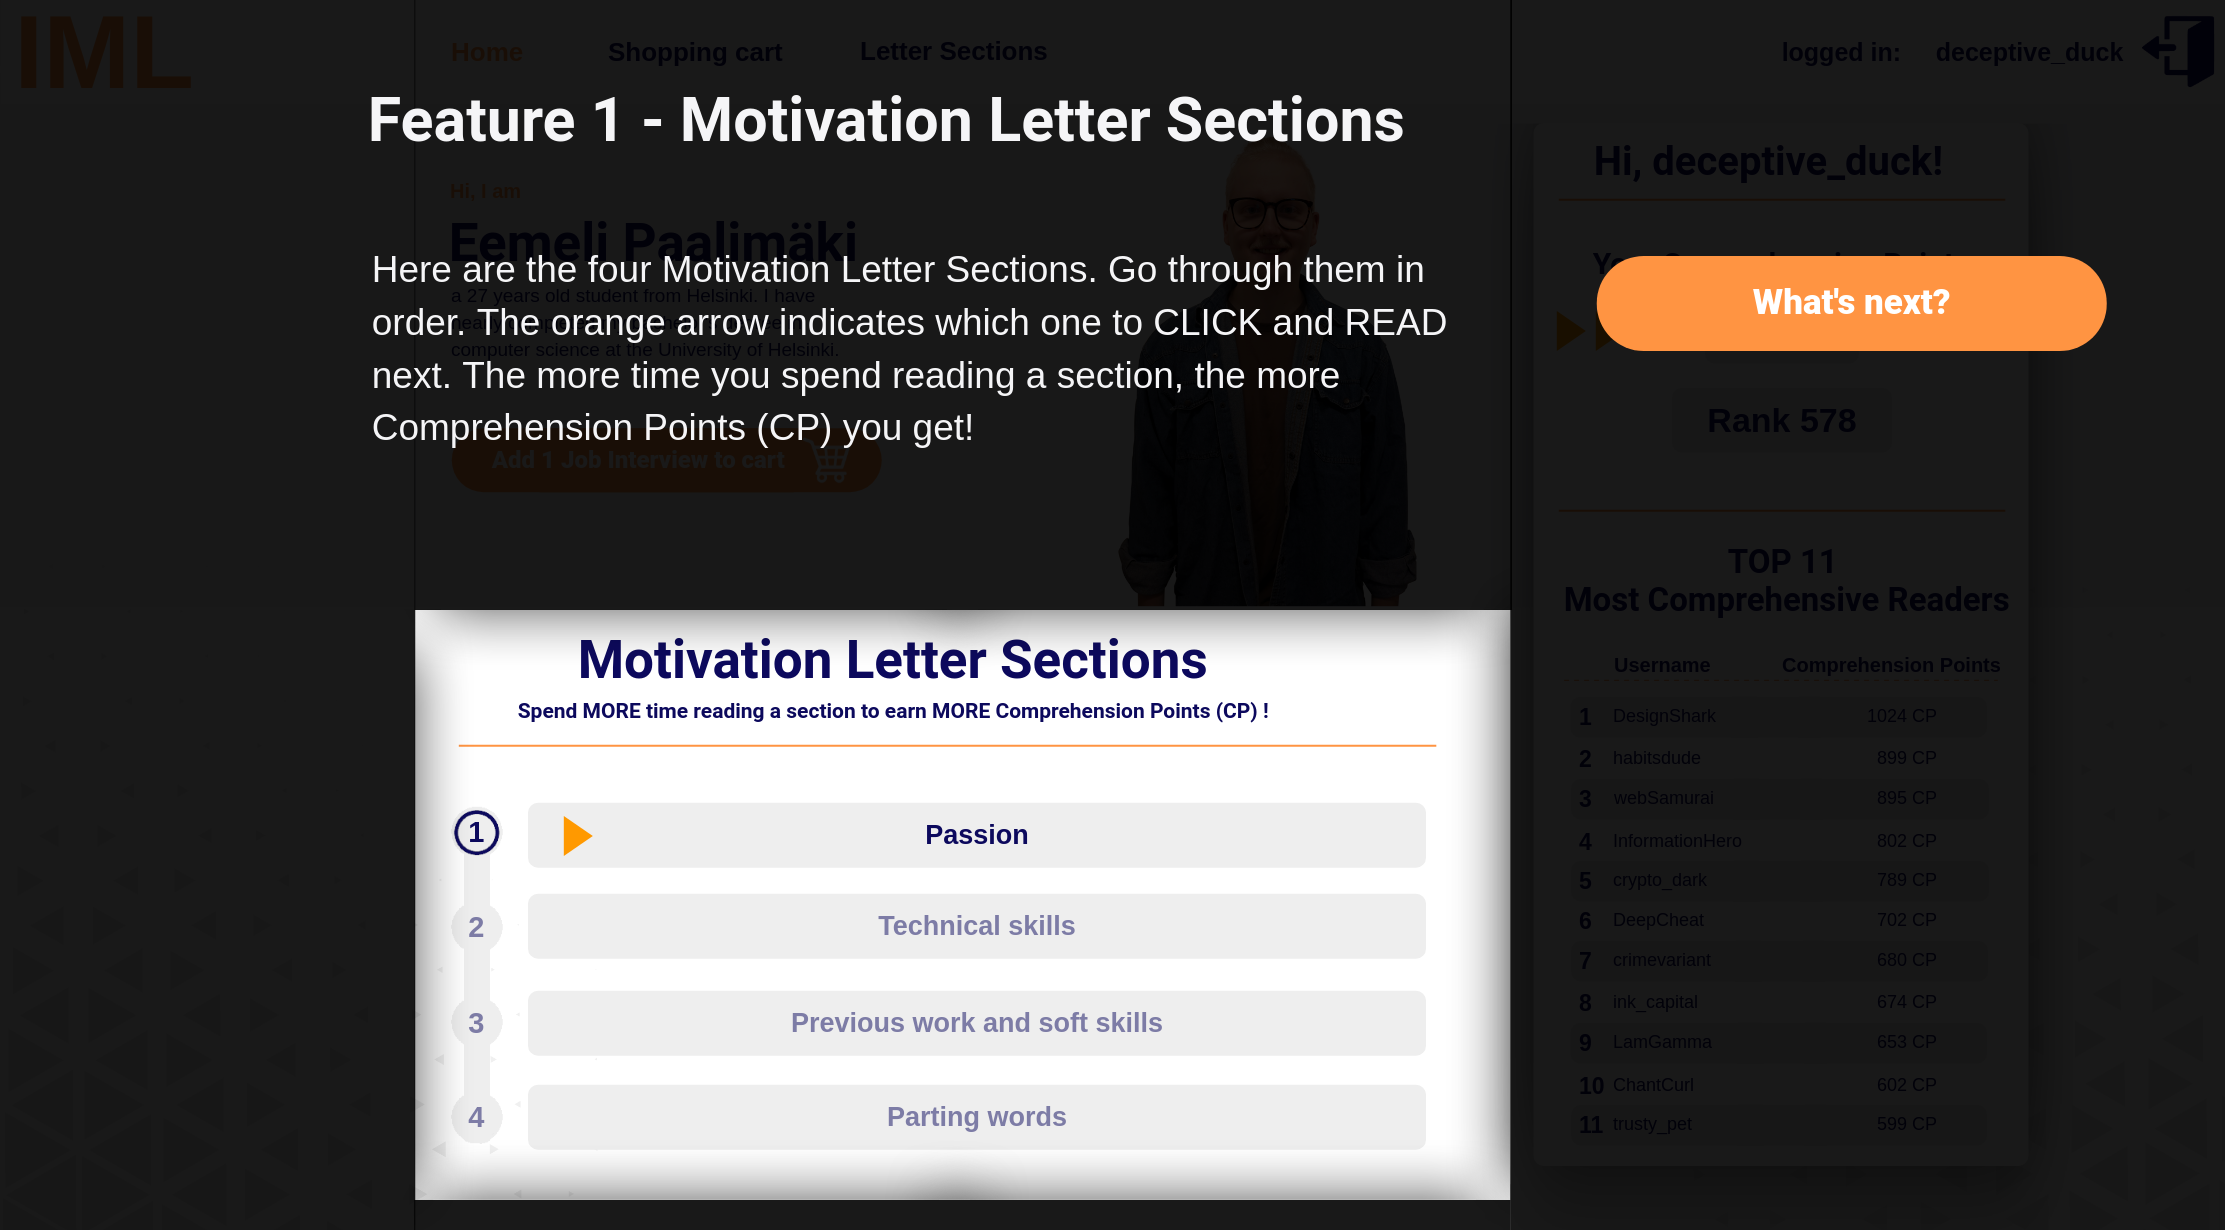 IML
Home
Shopping cart
Letter Sections
logged in:
deceptive_duck
Feature 1 - Motivation Letter Sections
Hi, I am
Eemeli Paalimäki
Here are the four Motivation Letter Sections. Go through them in
order. The orange arrow indicates which one to CLICK and READ
next. The more time you spend reading a section, the more
Comprehension Points (CP) you get!
a 27 years old student from Helsinki. I have
computer science at the University of Helsinki.
Add 1 Job Interview to cart
Hi, deceptive_duck!
What's next?
Rank 578
TOP 11
Most Comprehensive Readers
Username Comprehension Points
1 DesignShark 1024 CP
2 habitsdude 899 CP
3 webSamurai 895 CP
4 InformationHero 802 CP
5 crypto_dark 789 CP
6 DeepCheat 702 CP
7 crimevariant 680 CP
8 ink_capital 674 CP
9 LamGamma 653 CP
10 ChantCurl 602 CP
11 trusty_pet 599 CP
Motivation Letter Sections
Spend MORE time reading a section to earn MORE Comprehension Points (CP) !
1 Passion
2 Technical skills
3 Previous work and soft skills
4 Parting words